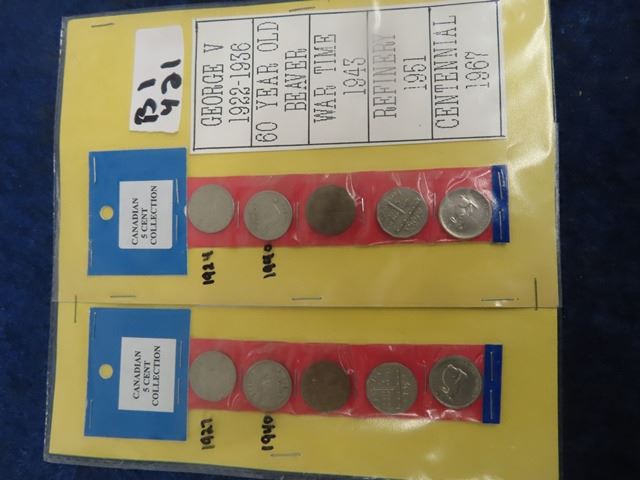 B1
421
GEORGE V
1922-1936
60 YEAR OLD
BEAVER
WAR TIME
1943
REFINERY
1951
CENTENNIAL
1967
CANADIAN
5 CENT
COLLECTION
1924
1940
CANADIAN
5 CENT
COLLECTION
1927
1940